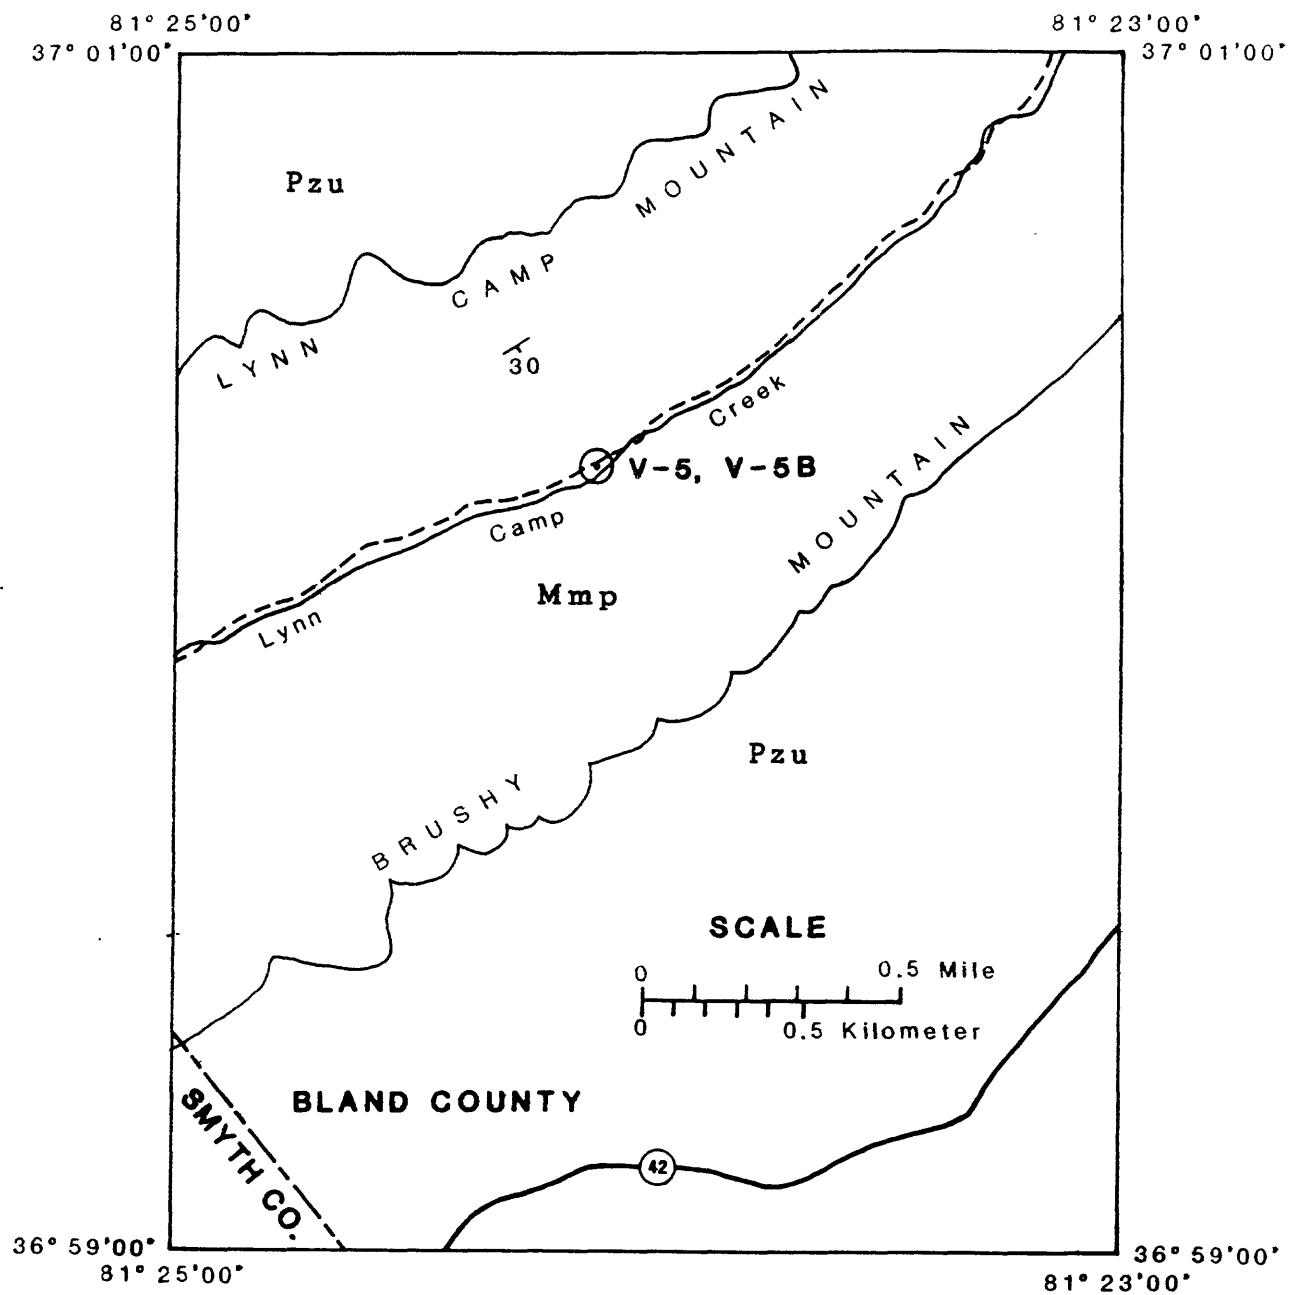 81° 25'00"
81° 23'00"
37° 01'00"
37° 01'00"
Pzu
LYNN CAMP MOUNTAIN
30
Lynn Camp Creek
V-5, V-5B
Mmp
BRUSHY MOUNTAIN
Pzu
SCALE
0 0.5 Mile
0 0.5 Kilometer
BLAND COUNTY
SMYTH CO.
42
36° 59'00"
36° 59'00"
81° 25'00"
81° 23'00"